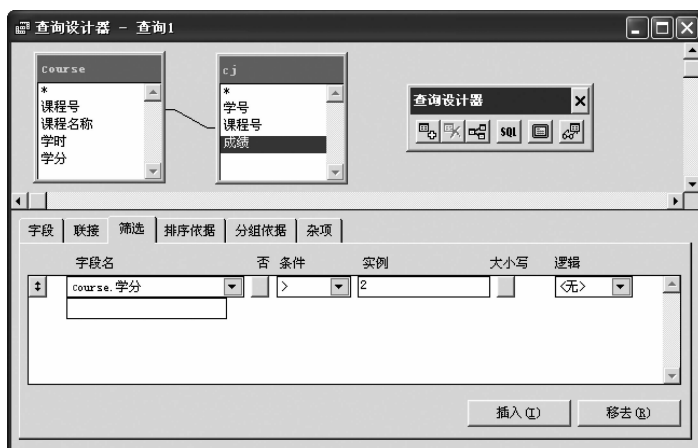 查询设计器 - 查询1
Course
*
课程号
课程名称
学时
学分
cj
*
学号
课程号
成绩
查询设计器
SQL
字段 联接 筛选 排序依据 分组依据 杂项
字段名 否 条件 实例 大小写 逻辑
Course.学分 > 2 <无>
插入(I) 移去(R)